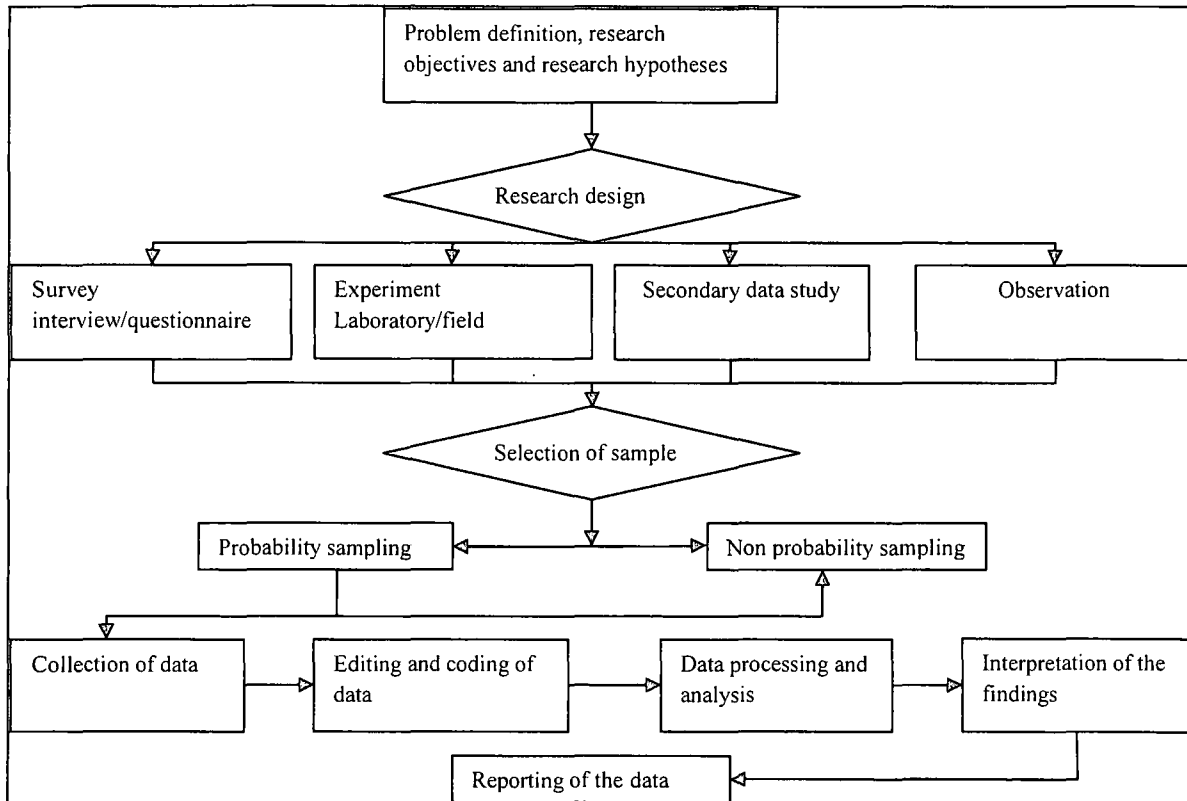 Problem definition, research
objectives and research hypotheses
Research design
Survey
interview/questionnaire
Experiment
Laboratory/field
Secondary data study
Observation
Selection of sample
Probability sampling
Non probability sampling
Collection of data
Editing and coding of
data
Data processing and
analysis
Interpretation of the
findings
Reporting of the data